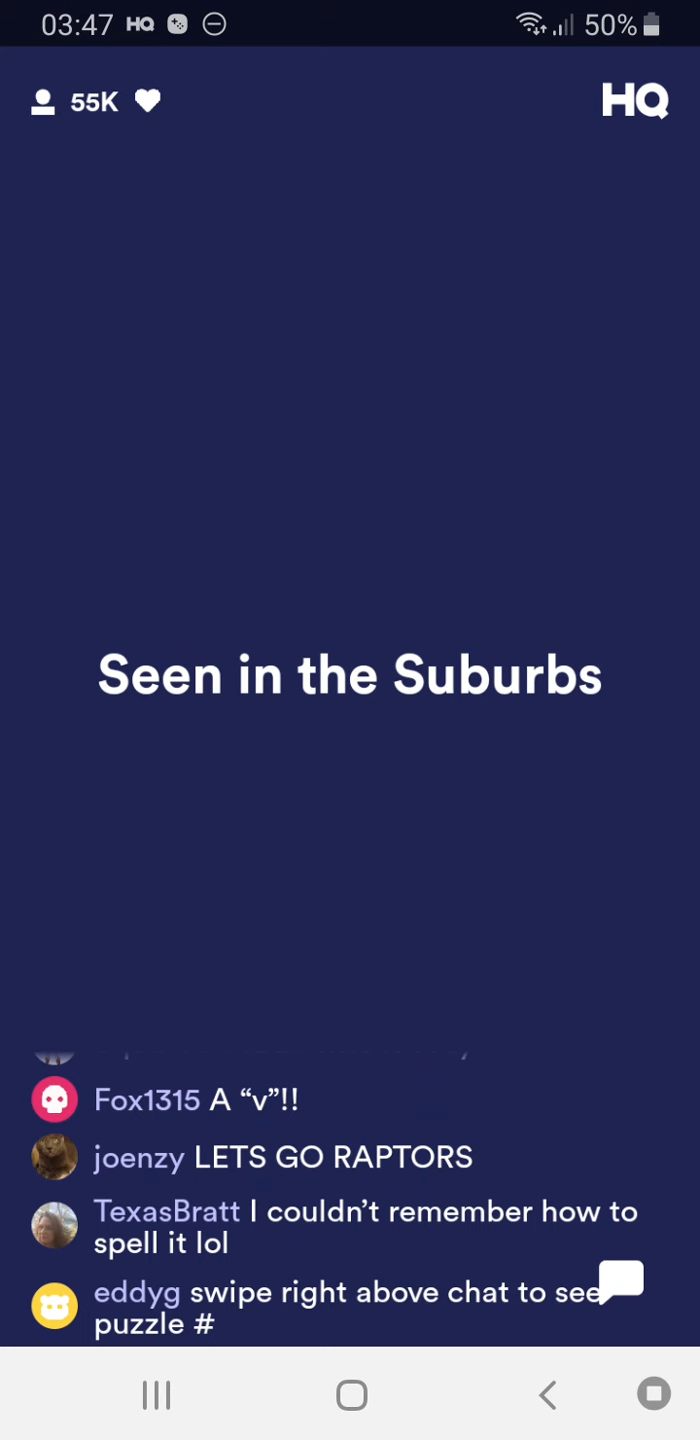 03:47 HQ 50%
55K HQ
Seen in the Suburbs
Fox1315 A “v”!!
joenzy LETS GO RAPTORS
TexasBratt I couldn’t remember how to
spell it lol
eddyg swipe right above chat to see
puzzle #